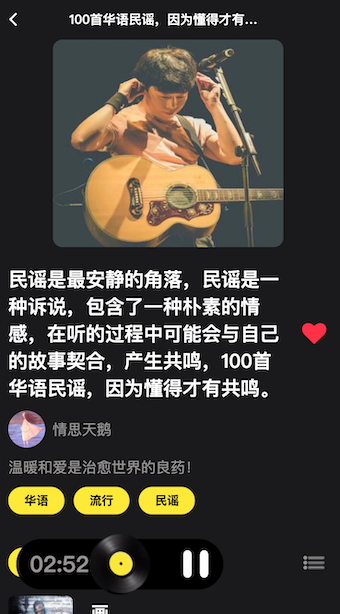 100首华语民谣，因为懂得才有...
民谣是最安静的角落，民谣是一
种诉说，包含了一种朴素的情
感，在听的过程中可能会与自己
的故事契合，产生共鸣，100首
华语民谣，因为懂得才有共鸣。
情思天鹅
温暖和爱是治愈世界的良药！
华语
流行
民谣
02:52